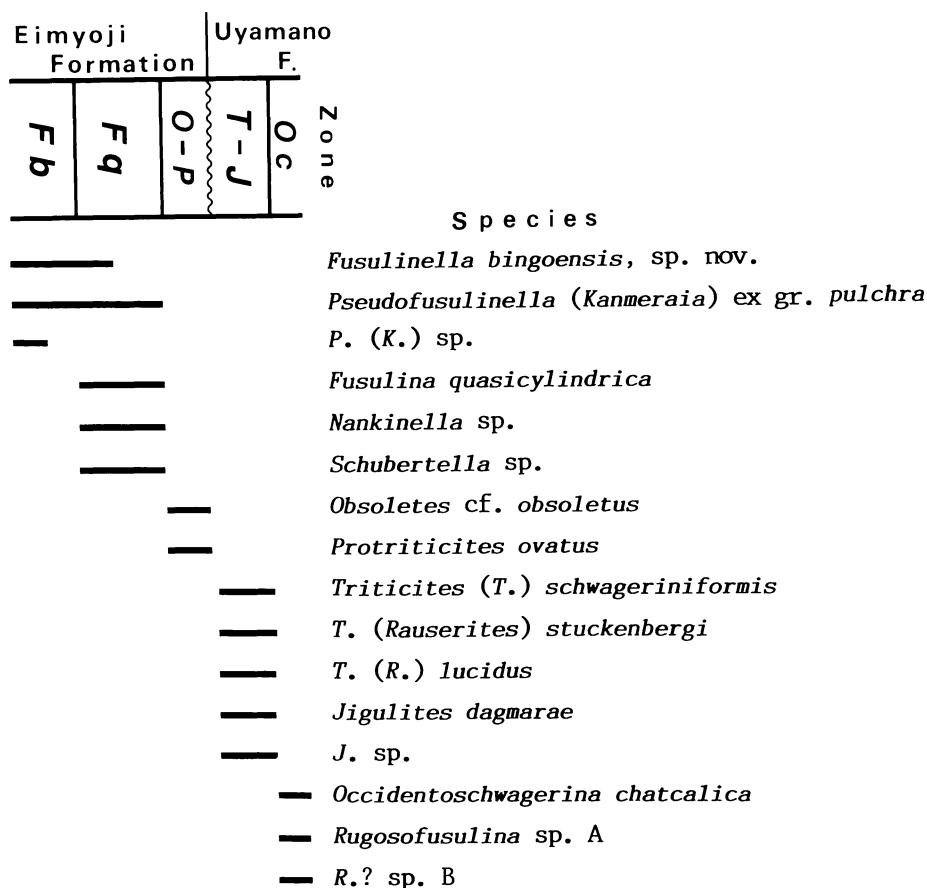 Eimyoji Formation
Uyamano F.
Fb
Fq
O-P
T-J
Oc
Zone
Species
Fusulinella bingoensis, sp. nov.
Pseudofusulinella (Kanmeraia) ex gr. pulchra
P. (K.) sp.
Fusulina quasicylindrica
Nankinella sp.
Schubertella sp.
Obsoletes cf. obsoletus
Protriticites ovatus
Triticites (T.) schwageriniformis
T. (Rauserites) stuckenbergi
T. (R.) lucidus
Jigulites dagmarae
J. sp.
Occidentoschwagerina chatcalica
Rugosofusulina sp. A
R.? sp. B